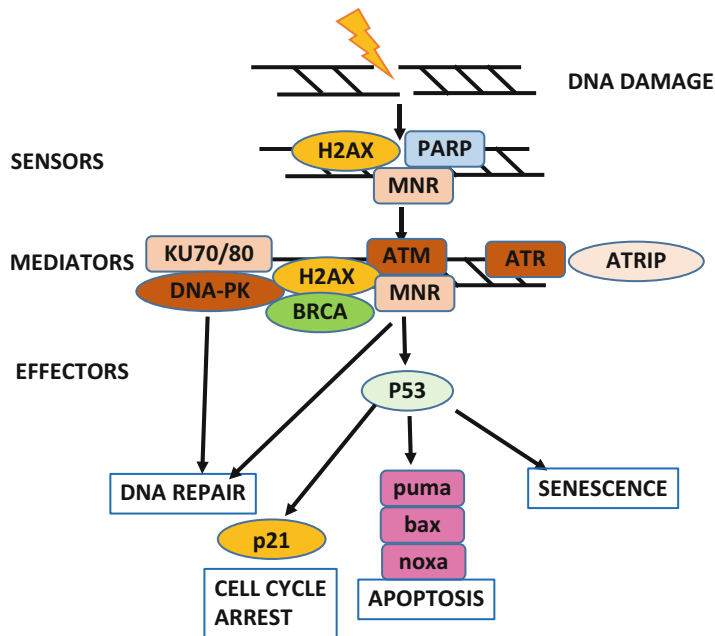 DNA DAMAGE
SENSORS
H2AX
PARP
MNR
MEDIATORS
KU70/80
DNA-PK
H2AX
BRCA
ATM
MNR
ATR
ATRIP
EFFECTORS
P53
DNA REPAIR
p21
CELL CYCLE
ARREST
puma
bax
noxa
APOPTOSIS
SENESCENCE